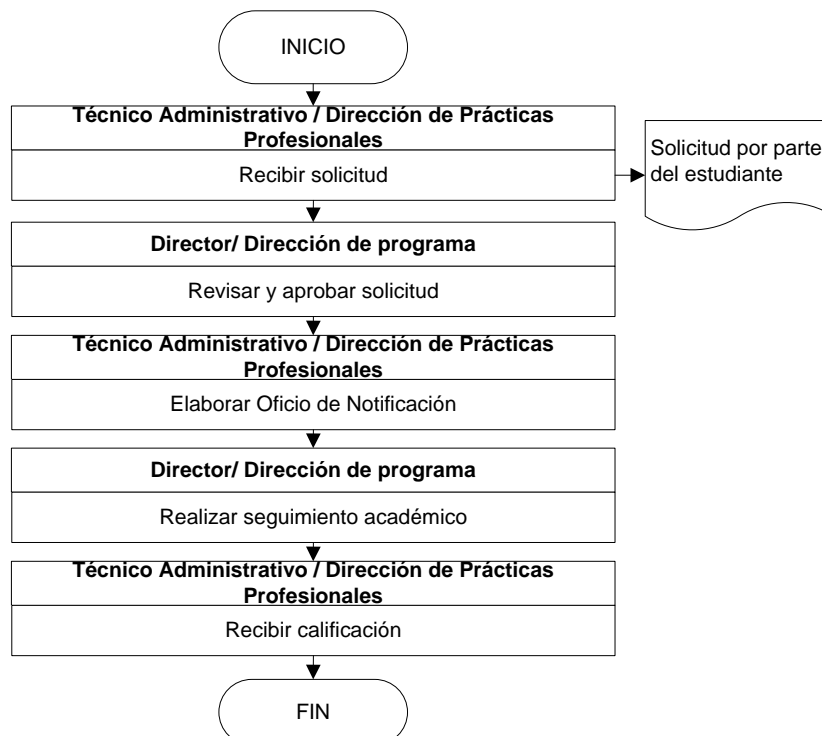 INICIO
Técnico Administrativo / Dirección de Prácticas
Profesionales
Recibir solicitud
Solicitud por parte
del estudiante
Director/ Dirección de programa
Revisar y aprobar solicitud
Técnico Administrativo / Dirección de Prácticas
Profesionales
Elaborar Oficio de Notificación
Director/ Dirección de programa
Realizar seguimiento académico
Técnico Administrativo / Dirección de Prácticas
Profesionales
Recibir calificación
FIN